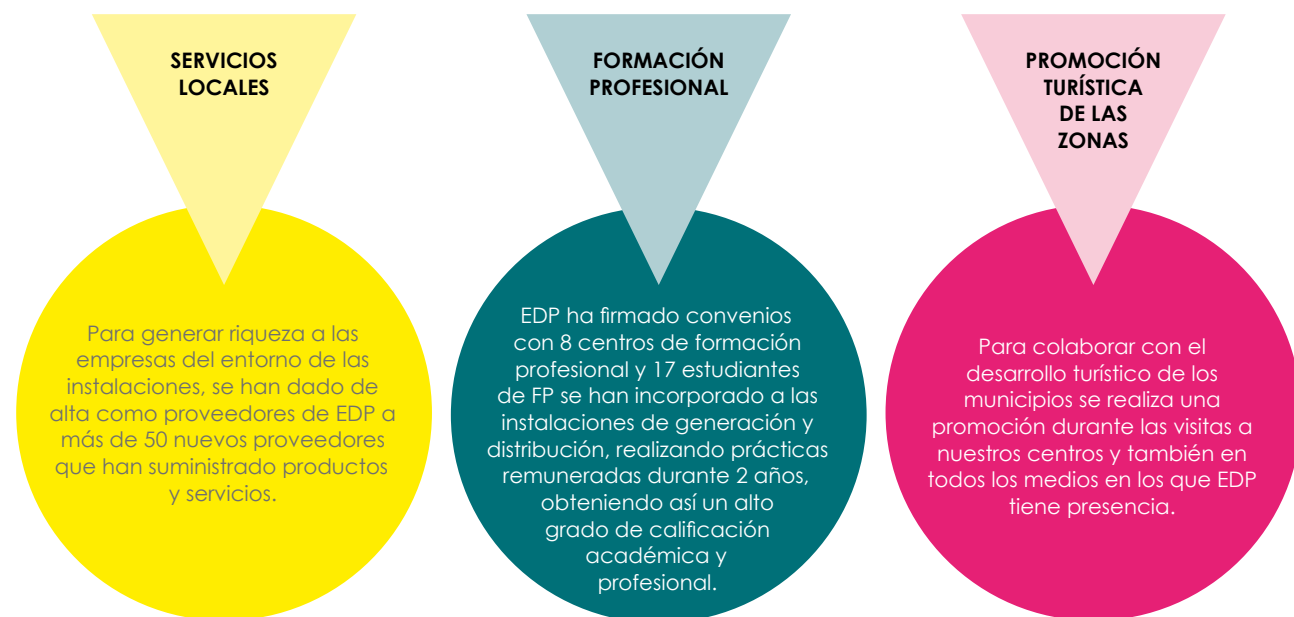 SERVICIOS
LOCALES
Para generar riqueza a las
empresas del entorno de las
instalaciones, se han dado de
alta como proveedores de EDP a
más de 50 nuevos proveedores
que han suministrado productos
y servicios.
FORMACIÓN
PROFESIONAL
EDP ha firmado convenios
con 8 centros de formación
profesional y 17 estudiantes
de FP se han incorporado a las
instalaciones de generación y
distribución, realizando prácticas
remuneradas durante 2 años,
obteniendo así un alto
grado de calificación
académica y
profesional.
PROMOCIÓN
TURÍSTICA
DE LAS
ZONAS
Para colaborar con el
desarrollo turístico de los
municipios se realiza una
promoción durante las visitas a
nuestros centros y también en
todos los medios en los que EDP
tiene presencia.